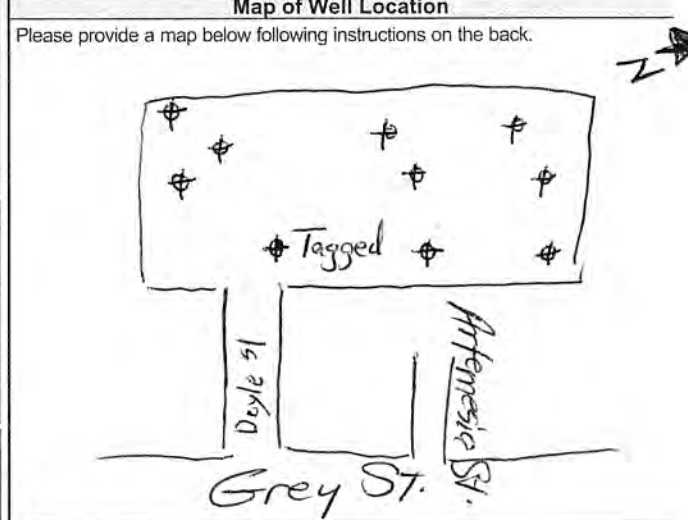 Map of Well Location
Please provide a map below following instructions on the back.
N
Tagged
Doyle St
Artemesia St.
Grey St.